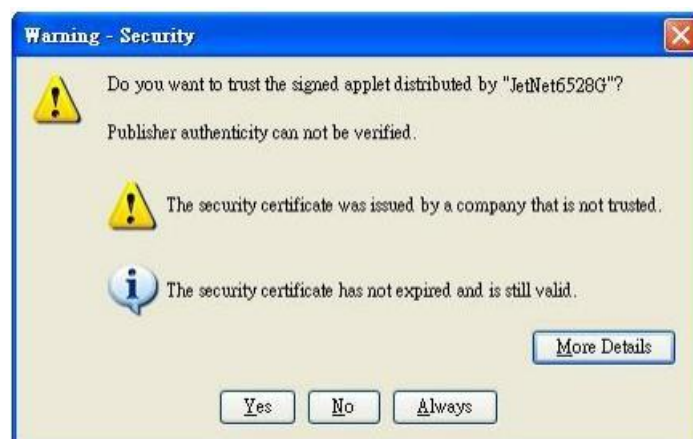 Warning - Security
Do you want to trust the signed applet distributed by "JetNet6528G"?
Publisher authenticity can not be verified.
The security certificate was issued by a company that is not trusted.
The security certificate has not expired and is still valid.
More Details
Yes No Always